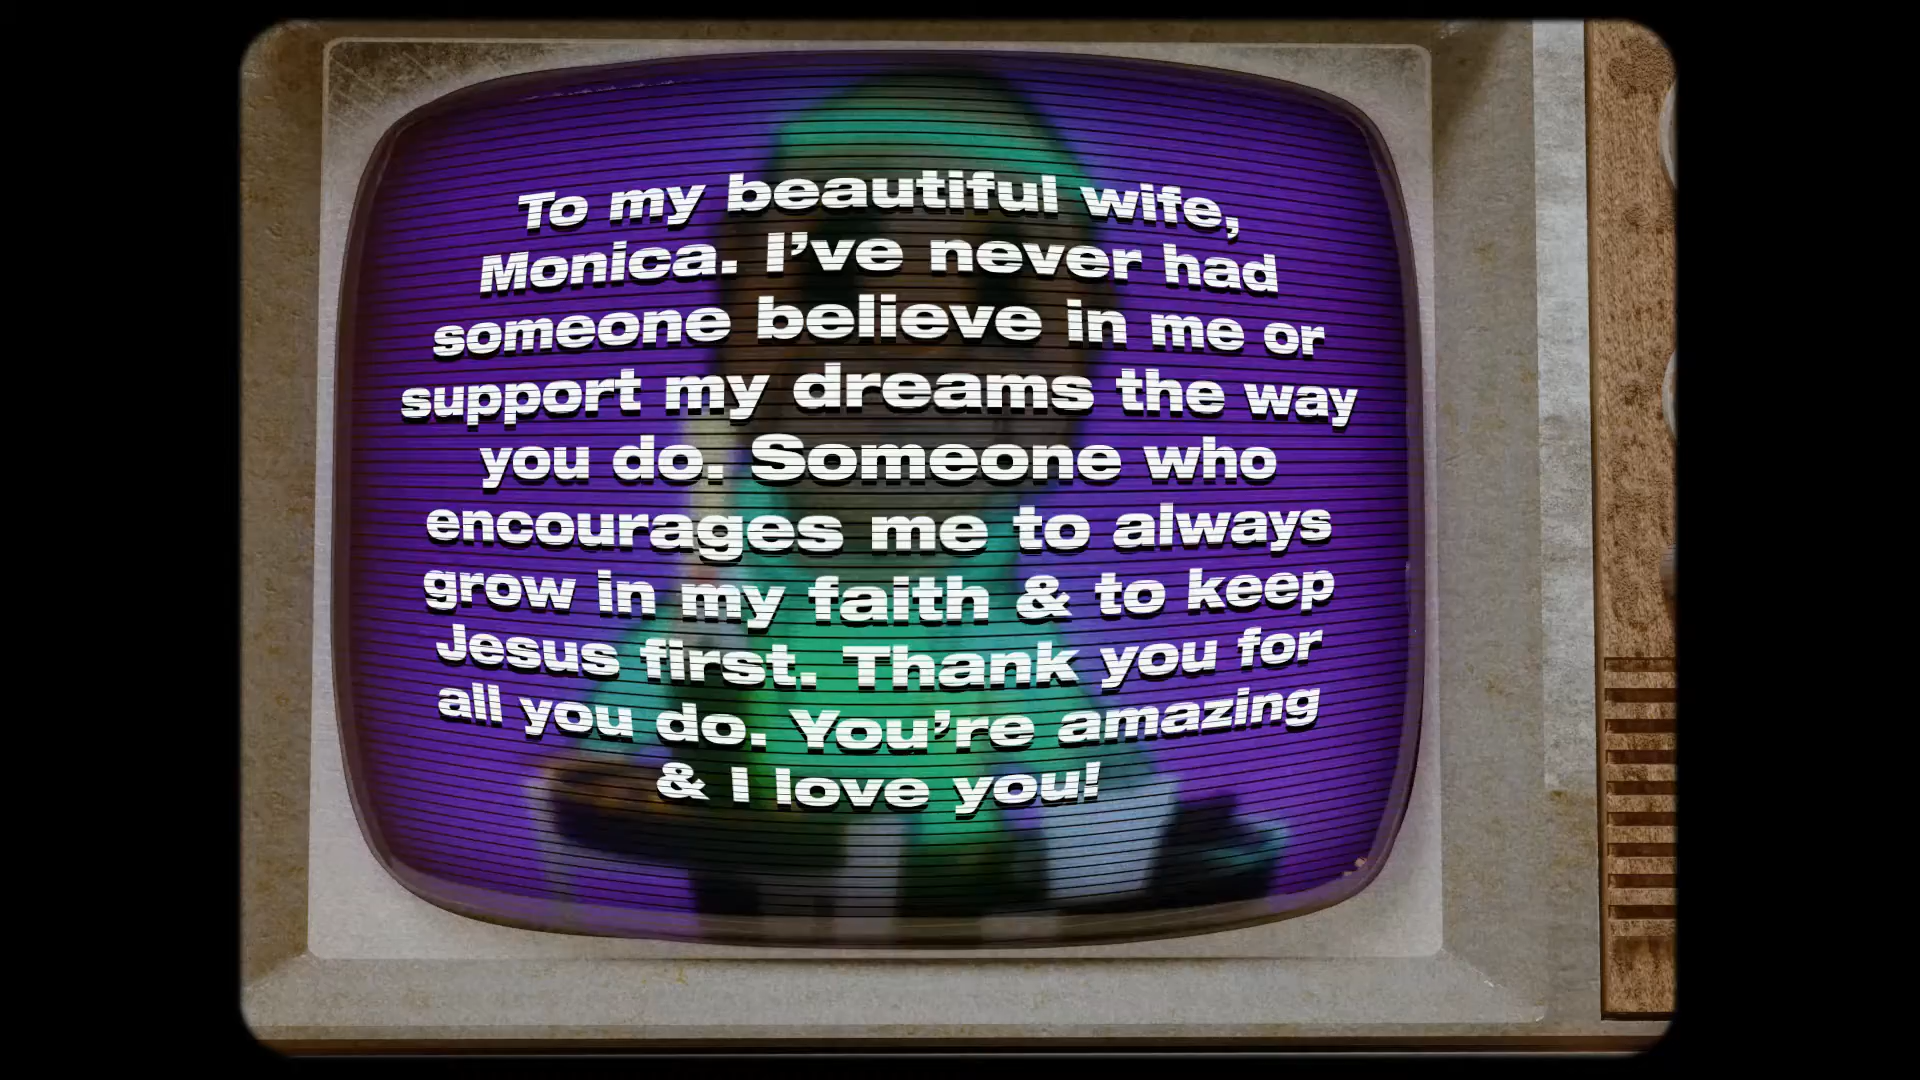 To my beautiful wife,
Monica. I've never had
someone believe in me or
support my dreams the way
you do. Someone who
encourages me to always
grow in my faith & to keep
Jesus first. Thank you for
all you do. You're amazing
& I love you!